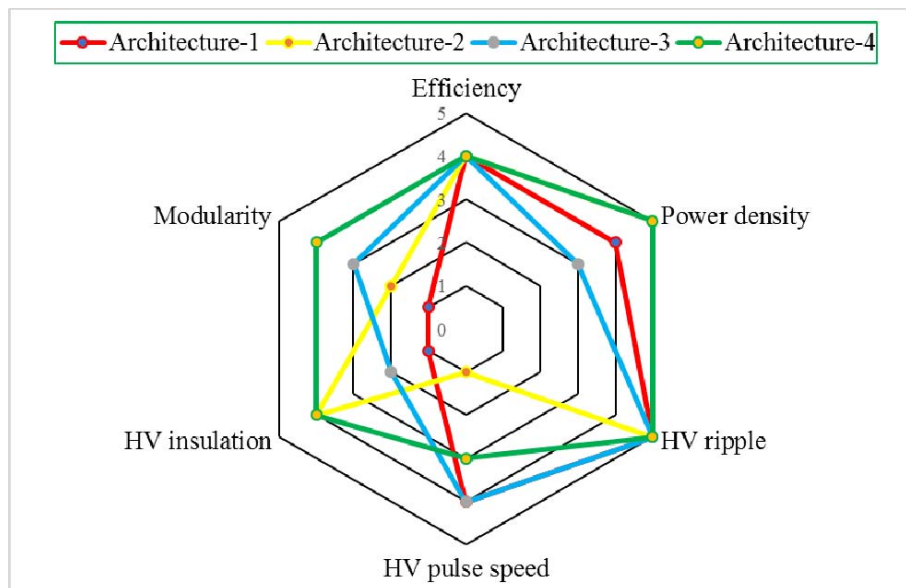 Architecture-1 Architecture-2 Architecture-3 Architecture-4
Efficiency
5
4
3
2
1
0
Modularity
Power density
HV insulation
HV ripple
HV pulse speed